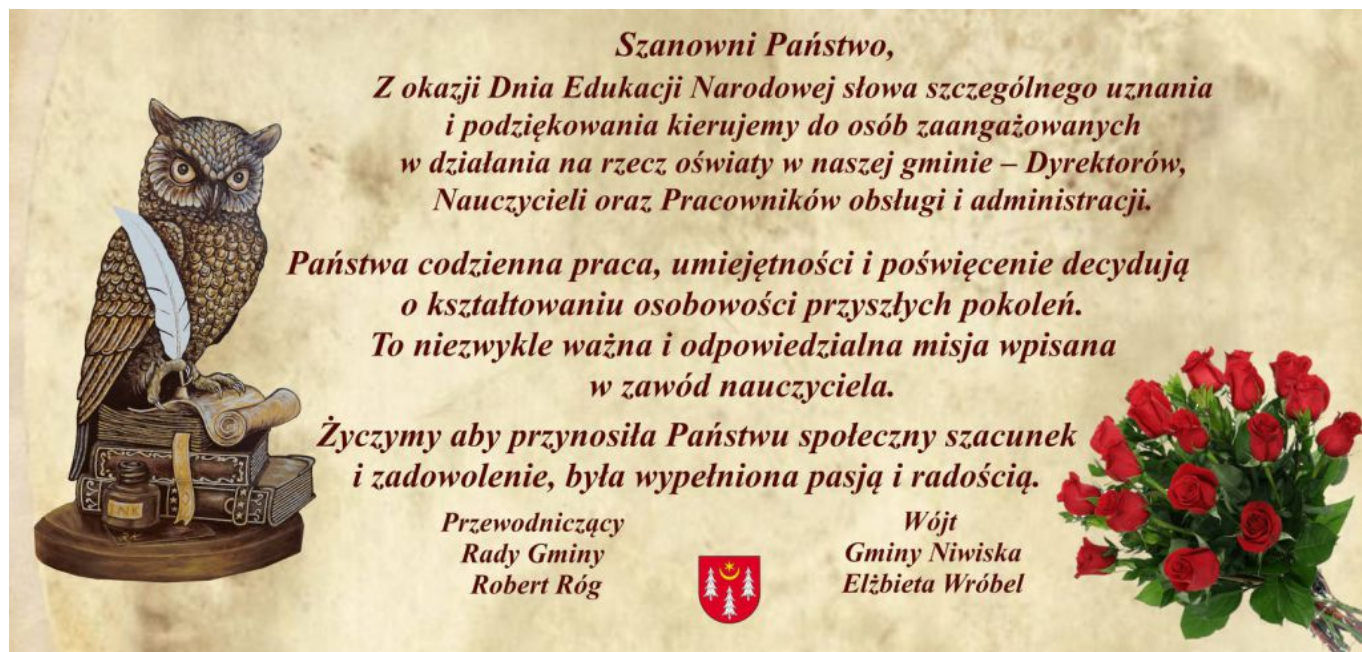 Szanowni Państwo,
Z okazji Dnia Edukacji Narodowej słowa szczególnego uznania
i podziękowania kierujemy do osób zaangażowanych
w działania na rzecz oświaty w naszej gminie – Dyrektorów,
Nauczycieli oraz Pracowników obsługi i administracji.
Państwa codzienna praca, umiejętności i poświęcenie decydują
o kształtowaniu osobowości przyszłych pokoleń.
To niezwykle ważna i odpowiedzialna misja wpisana
w zawód nauczyciela.
Życzymy aby przynosiła Państwu społeczny szacunek
i zadowolenie, była wypełniona pasją i radością.
Przewodniczący
Rady Gminy
Robert Róg
Wójt
Gminy Niwiska
Elżbieta Wróbel
INK